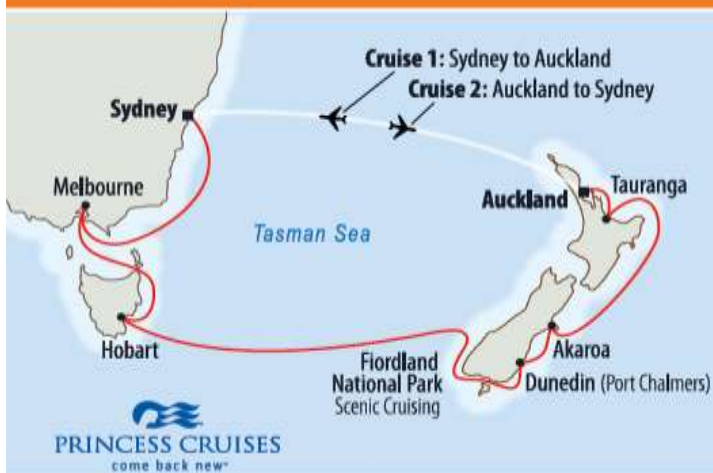 Cruise 1: Sydney to Auckland
Cruise 2: Auckland to Sydney
Sydney
Melbourne
Auckland
Tauranga
Tasman Sea
Hobart
Fiordland
National Park
Scenic Cruising
Akaroa
Dunedin (Port Chalmers)
PRINCESS CRUISES
come back new℠